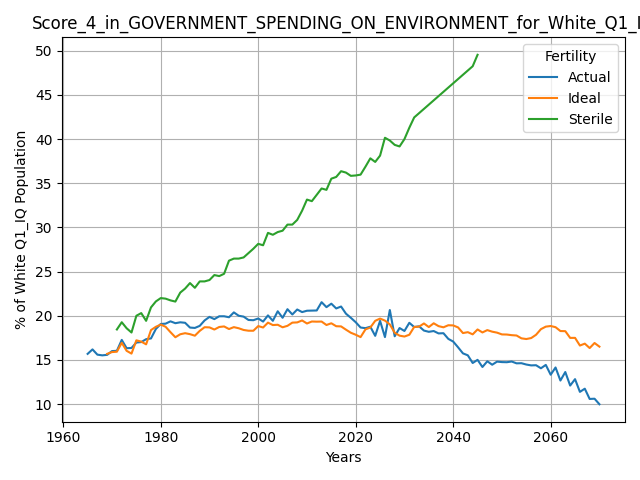 Score_4_in_GOVERNMENT_SPENDING_ON_ENVIRONMENT_for_White_Q1_I
50
45
40
35
30
25
20
15
10
% of White Q1_IQ Population
Fertility
Actual
Ideal
Sterile
1960
1980
2000
2020
2040
2060
Years